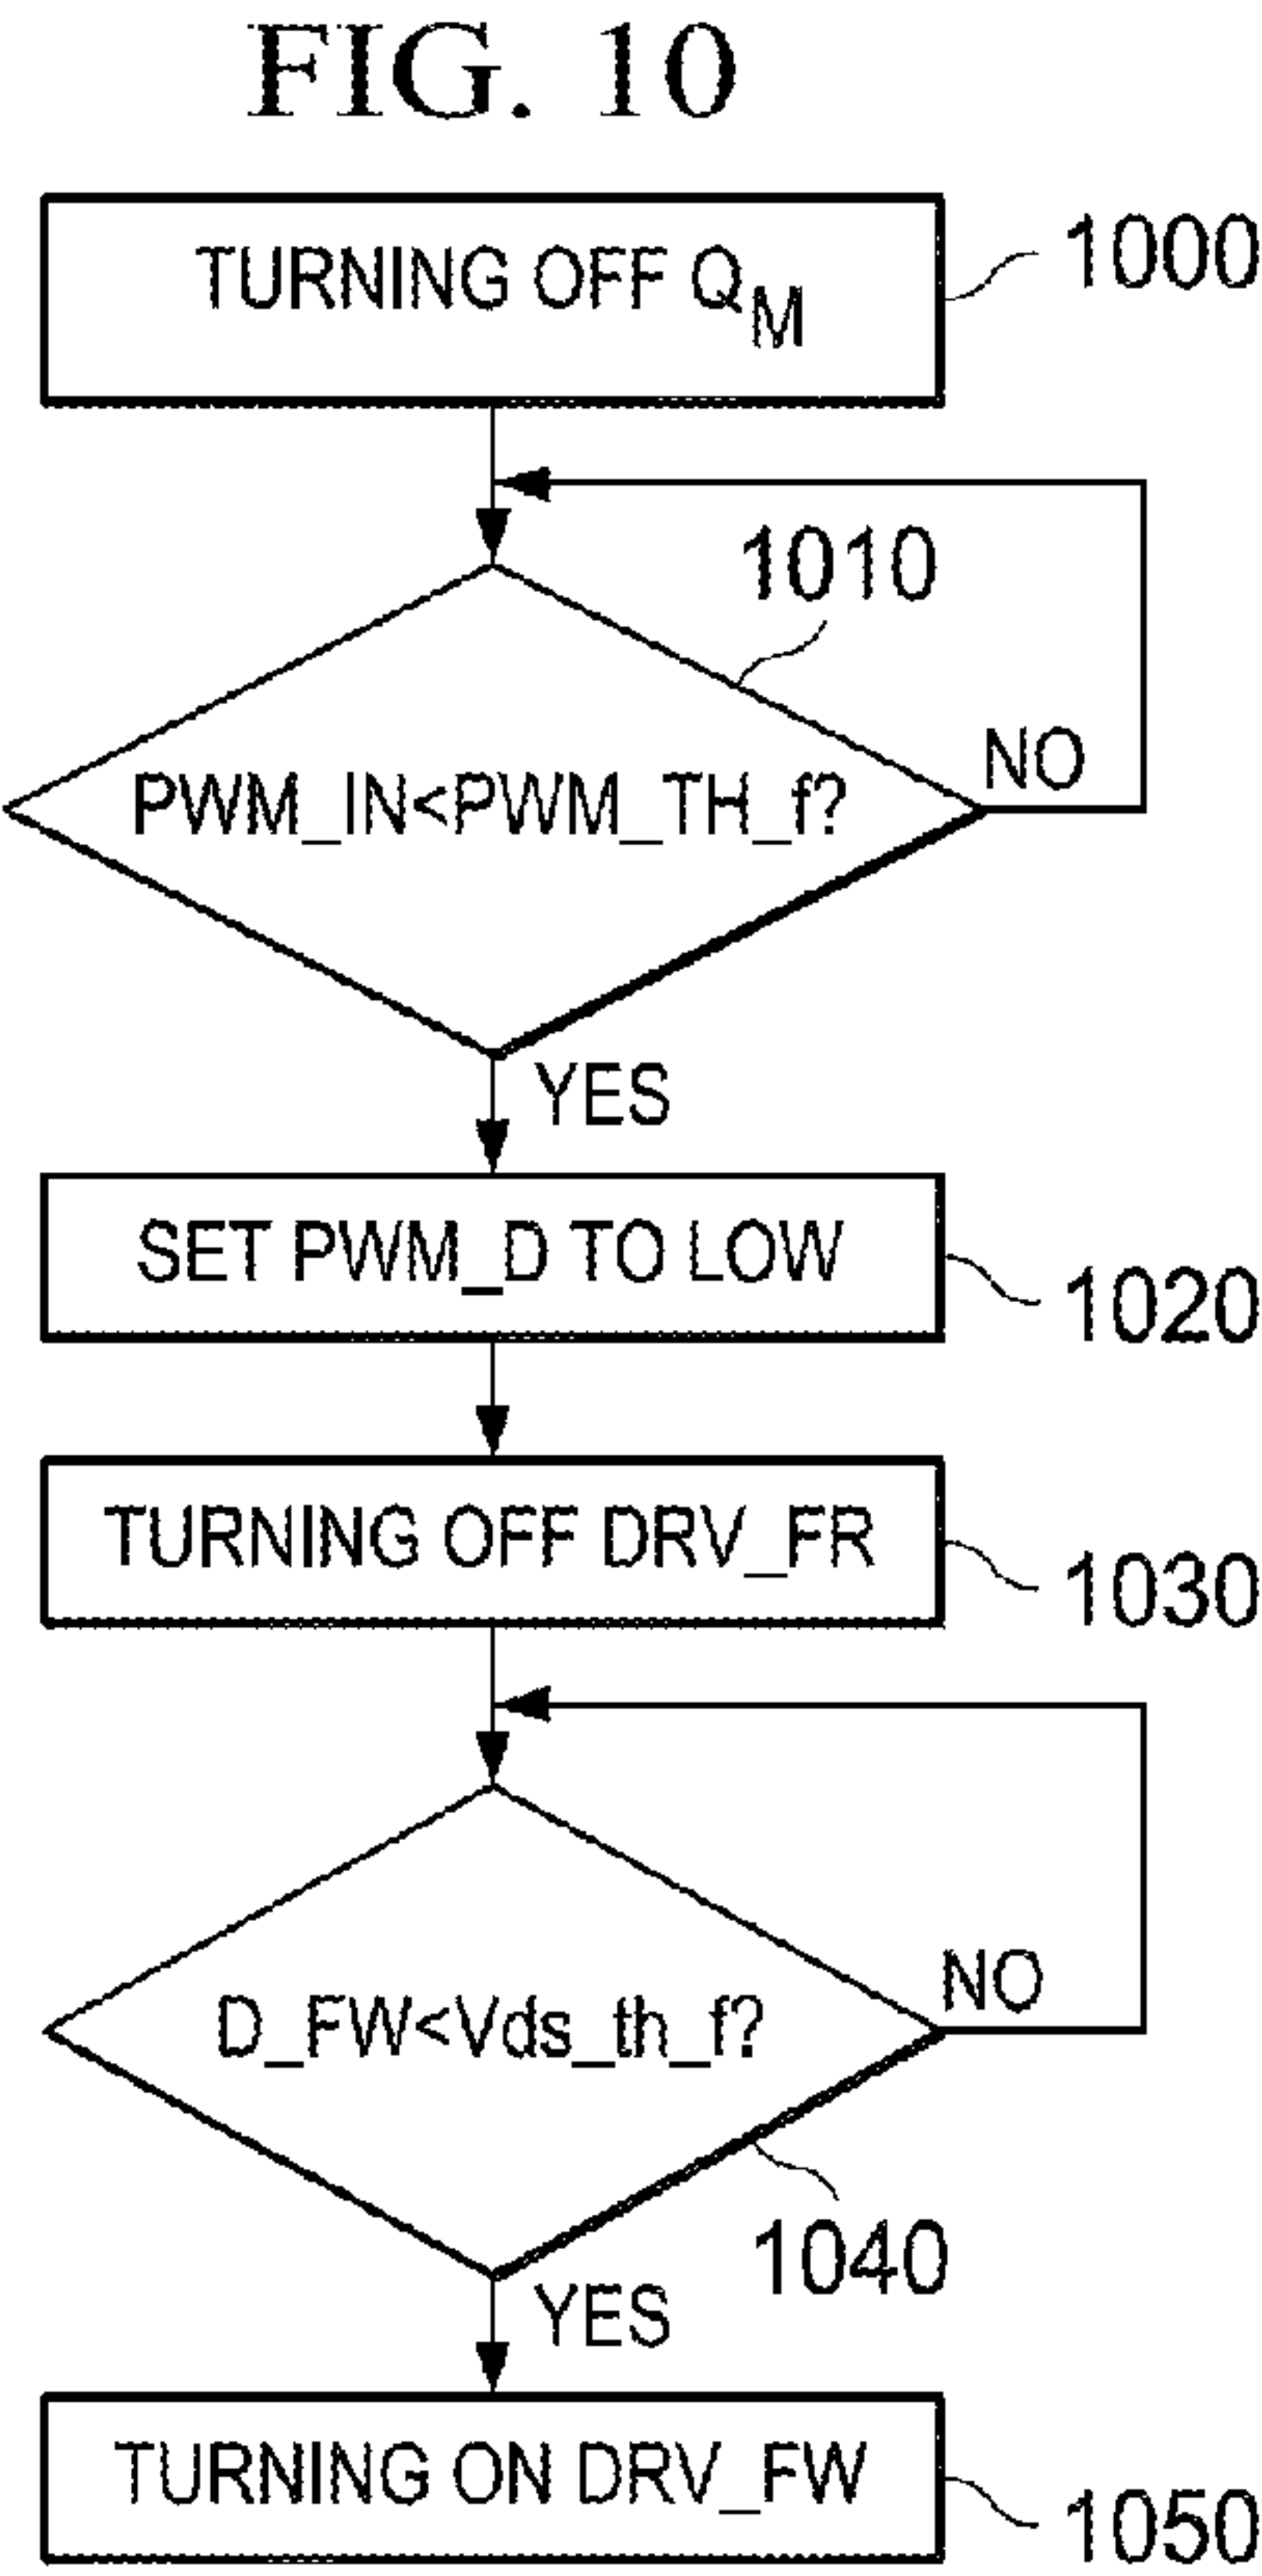 FIG. 10
TURNING OFF QM
1000
1010
PWM_IN<PWM_TH_f?
NO
YES
SET PWM_D TO LOW
1020
TURNING OFF DRV_FR
1030
D_FW<Vds_th_f?
NO
1040
YES
TURNING ON DRV_FW
1050